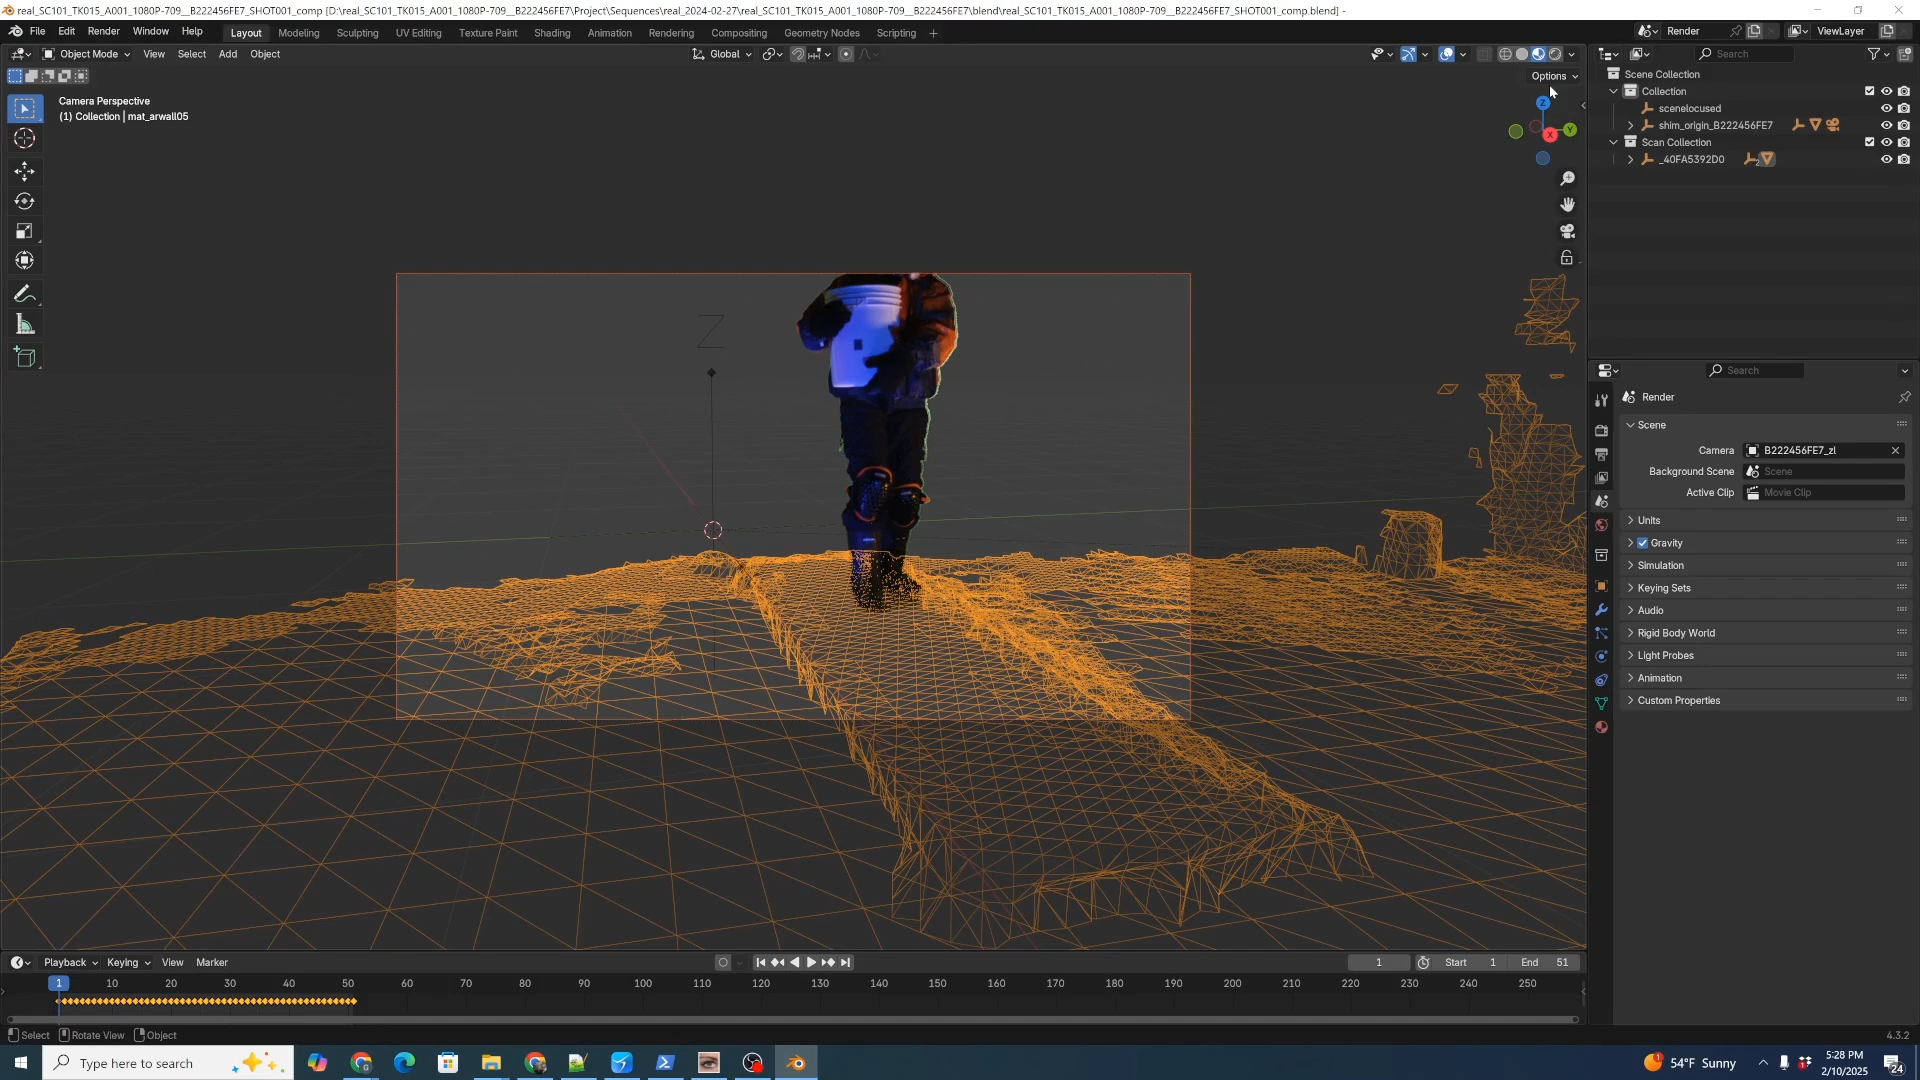 real_SC101_TK015_A001_1080P-709__B222456FE7_SHOT001_comp [D:\real_SC101_TK015_A001_1080P-709__B222456FE7\Project\Sequences\real_2024-02-27\real_SC101_TK015_A001_1080P-709__B222456FE7\blend\real_SC101_TK015_A001_1080P-709__B222456FE7_SHOT001_comp.blend] -
File Edit Render Window Help Layout Modeling Sculpting UV Editing Texture Paint Shading Animation Rendering Compositing Geometry Nodes Scripting + Render ViewLayer
Object Mode View Select Add Object Global Search
Options
Scene Collection
Collection
scenelocused
shim_origin_B222456FE7
Scan Collection
_40FA5392D0 2
Camera Perspective
(1) Collection | mat_arwall05
Z
Y
X
Z
Search
Render
Scene
Camera B222456FE7_zl
Background Scene Scene
Active Clip Movie Clip
Units
Gravity
Simulation
Keying Sets
Audio
Rigid Body World
Light Probes
Animation
Custom Properties
Playback Keying View Marker 1 Start 1 End 51
1 10 20 30 40 50 60 70 80 90 100 110 120 130 140 150 160 170 180 190 200 210 220 230 240 250
Select Rotate View Object 4.3.2
Type here to search 1 54°F Sunny 5:28 PM
2/10/2025 24